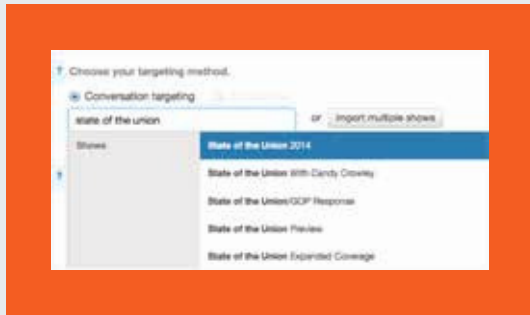 ? Choose your targeting method.
Conversation targeting
state of the union or Import multiple shows
Shows State of the Union 2014
State of the Union With Candy Crowley
?
State of the Union/GOP Response
State of the Union Preview
State of the Union Expanded Coverage